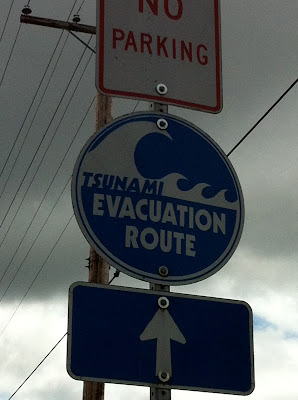 NO
PARKING
TSUNAMI
EVACUATION
ROUTE